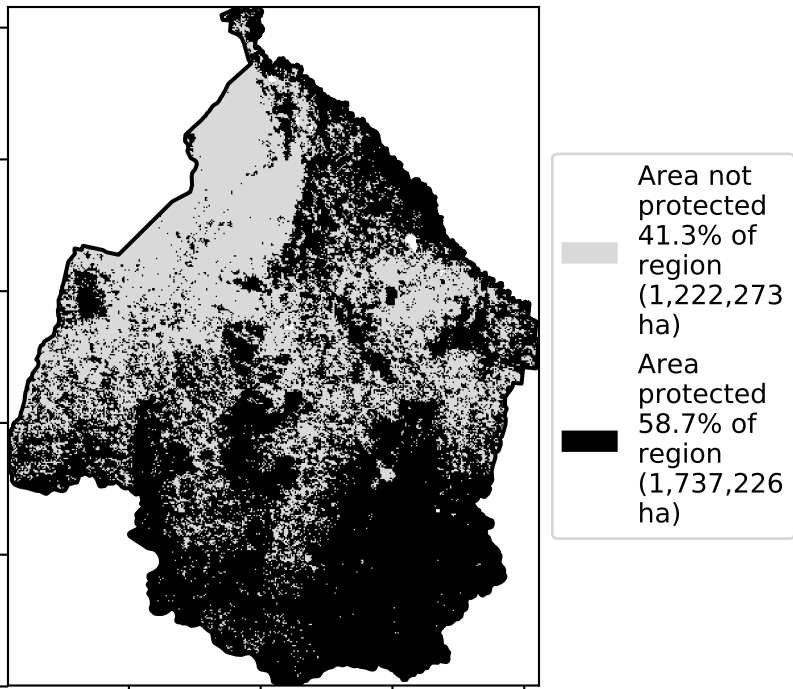 Area not
protected
41.3% of
region
(1,222,273
ha)
Area
protected
58.7% of
region
(1,737,226
ha)